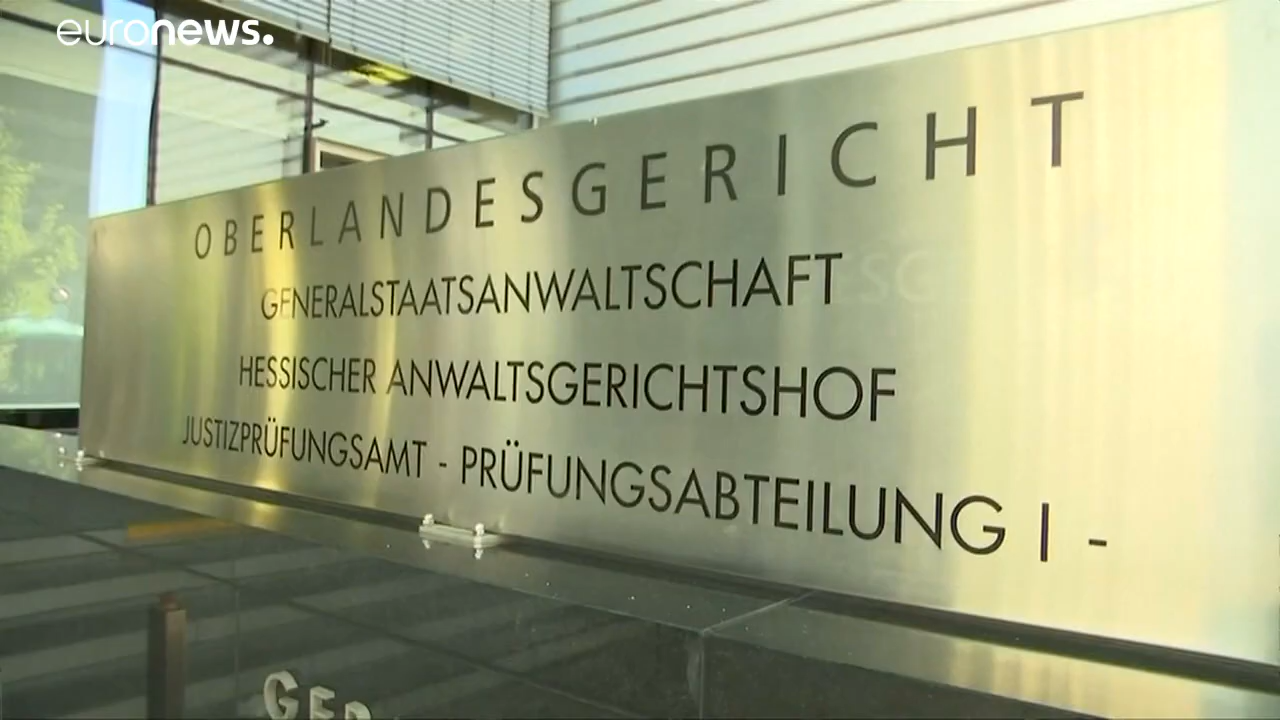 euronews.
OBERLANDESGERICHT
GENERALSTAATSANWALTSCHAFT
HESSISCHER ANWALTSGERICHTSHOF
JUSTIZPRÜFUNGSAMT - PRÜFUNGSABTEILUNG I -